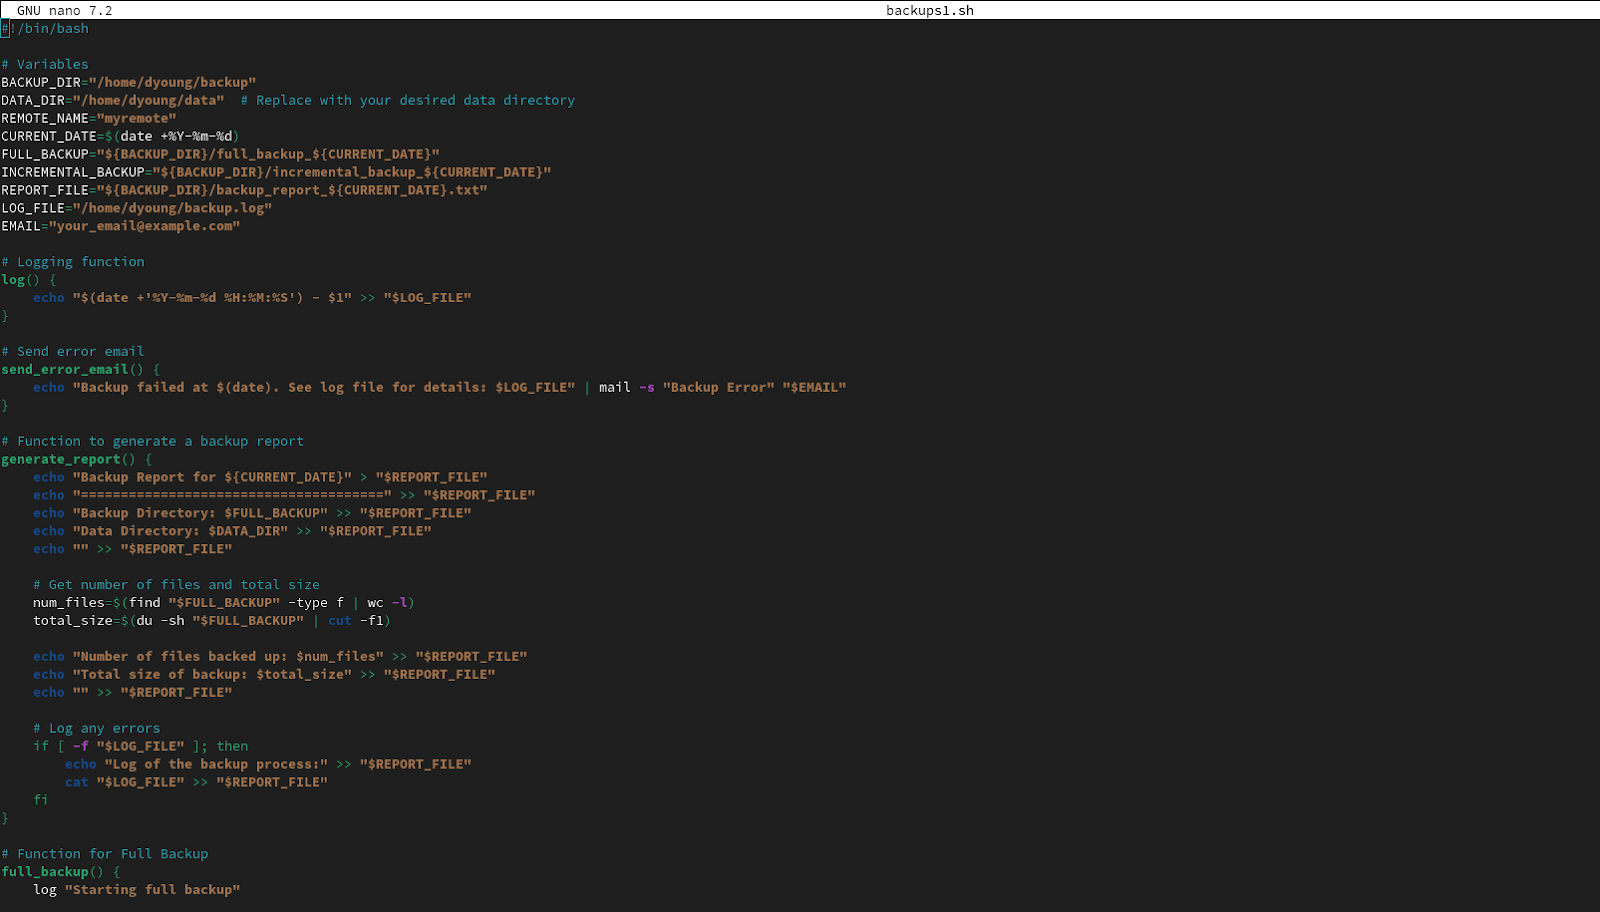 GNU nano 7.2 backups1.sh
#!/bin/bash

# Variables
BACKUP_DIR="/home/dyoung/backup"
DATA_DIR="/home/dyoung/data"  # Replace with your desired data directory
REMOTE_NAME="myremote"
CURRENT_DATE=$(date +%Y-%m-%d)
FULL_BACKUP="${BACKUP_DIR}/full_backup_${CURRENT_DATE}"
INCREMENTAL_BACKUP="${BACKUP_DIR}/incremental_backup_${CURRENT_DATE}"
REPORT_FILE="${BACKUP_DIR}/backup_report_${CURRENT_DATE}.txt"
LOG_FILE="/home/dyoung/backup.log"
EMAIL="your_email@example.com"

# Logging function
log() {
    echo "$(date +'%Y-%m-%d %H:%M:%S') - $1" >> "$LOG_FILE"
}

# Send error email
send_error_email() {
    echo "Backup failed at $(date). See log file for details: $LOG_FILE" | mail -s "Backup Error" "$EMAIL"
}

# Function to generate a backup report
generate_report() {
    echo "Backup Report for ${CURRENT_DATE}" > "$REPORT_FILE"
    echo "======================================" >> "$REPORT_FILE"
    echo "Backup Directory: $FULL_BACKUP" >> "$REPORT_FILE"
    echo "Data Directory: $DATA_DIR" >> "$REPORT_FILE"
    echo "" >> "$REPORT_FILE"

    # Get number of files and total size
    num_files=$(find "$FULL_BACKUP" -type f | wc -l)
    total_size=$(du -sh "$FULL_BACKUP" | cut -f1)

    echo "Number of files backed up: $num_files" >> "$REPORT_FILE"
    echo "Total size of backup: $total_size" >> "$REPORT_FILE"
    echo "" >> "$REPORT_FILE"

    # Log any errors
    if [ -f "$LOG_FILE" ]; then
        echo "Log of the backup process:" >> "$REPORT_FILE"
        cat "$LOG_FILE" >> "$REPORT_FILE"
    fi
}

# Function for Full Backup
full_backup() {
    log "Starting full backup"